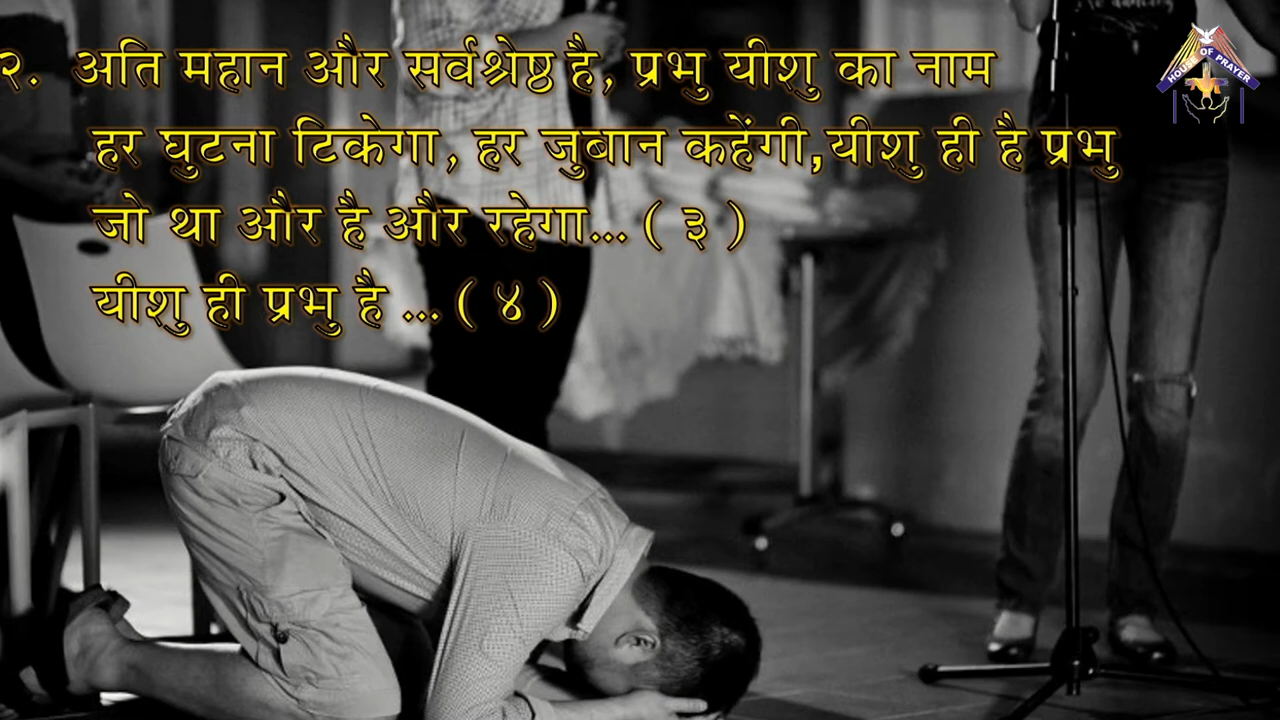 २. अति महान और सर्वश्रेष्ठ है, प्रभु यीशु का नाम
हर घुटना टिकेगा, हर जुबान कहेंगी,यीशु ही है प्रभु
जो था और है और रहेगा... ( ३ )
यीशु ही प्रभु है ... ( ४ )
HOUSE OF PRAYER